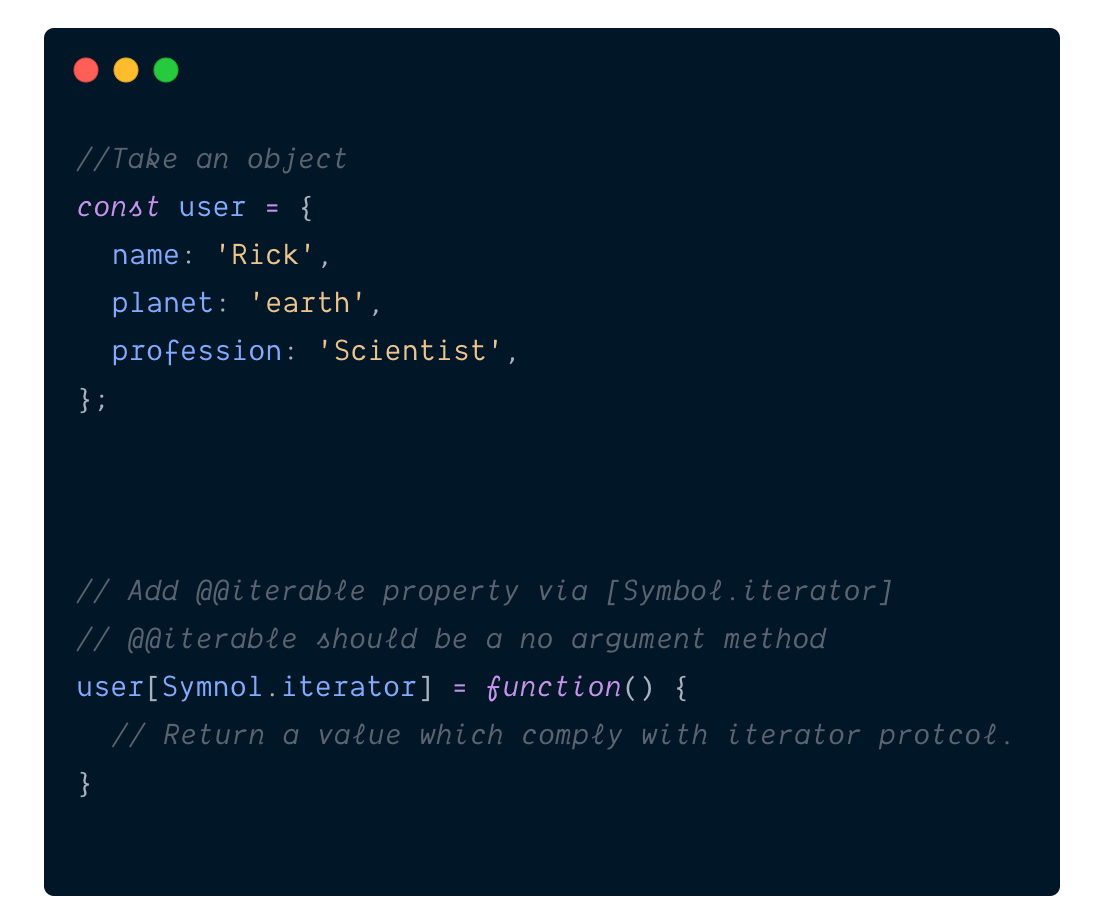 //Take an object
const user = {
  name: 'Rick',
  planet: 'earth',
  profession: 'Scientist',
};
// Add @@iterable property via [Symbol.iterator]
// @@iterable should be a no argument method
user[Symnol.iterator] = function() {
  // Return a value which comply with iterator protcol.
}